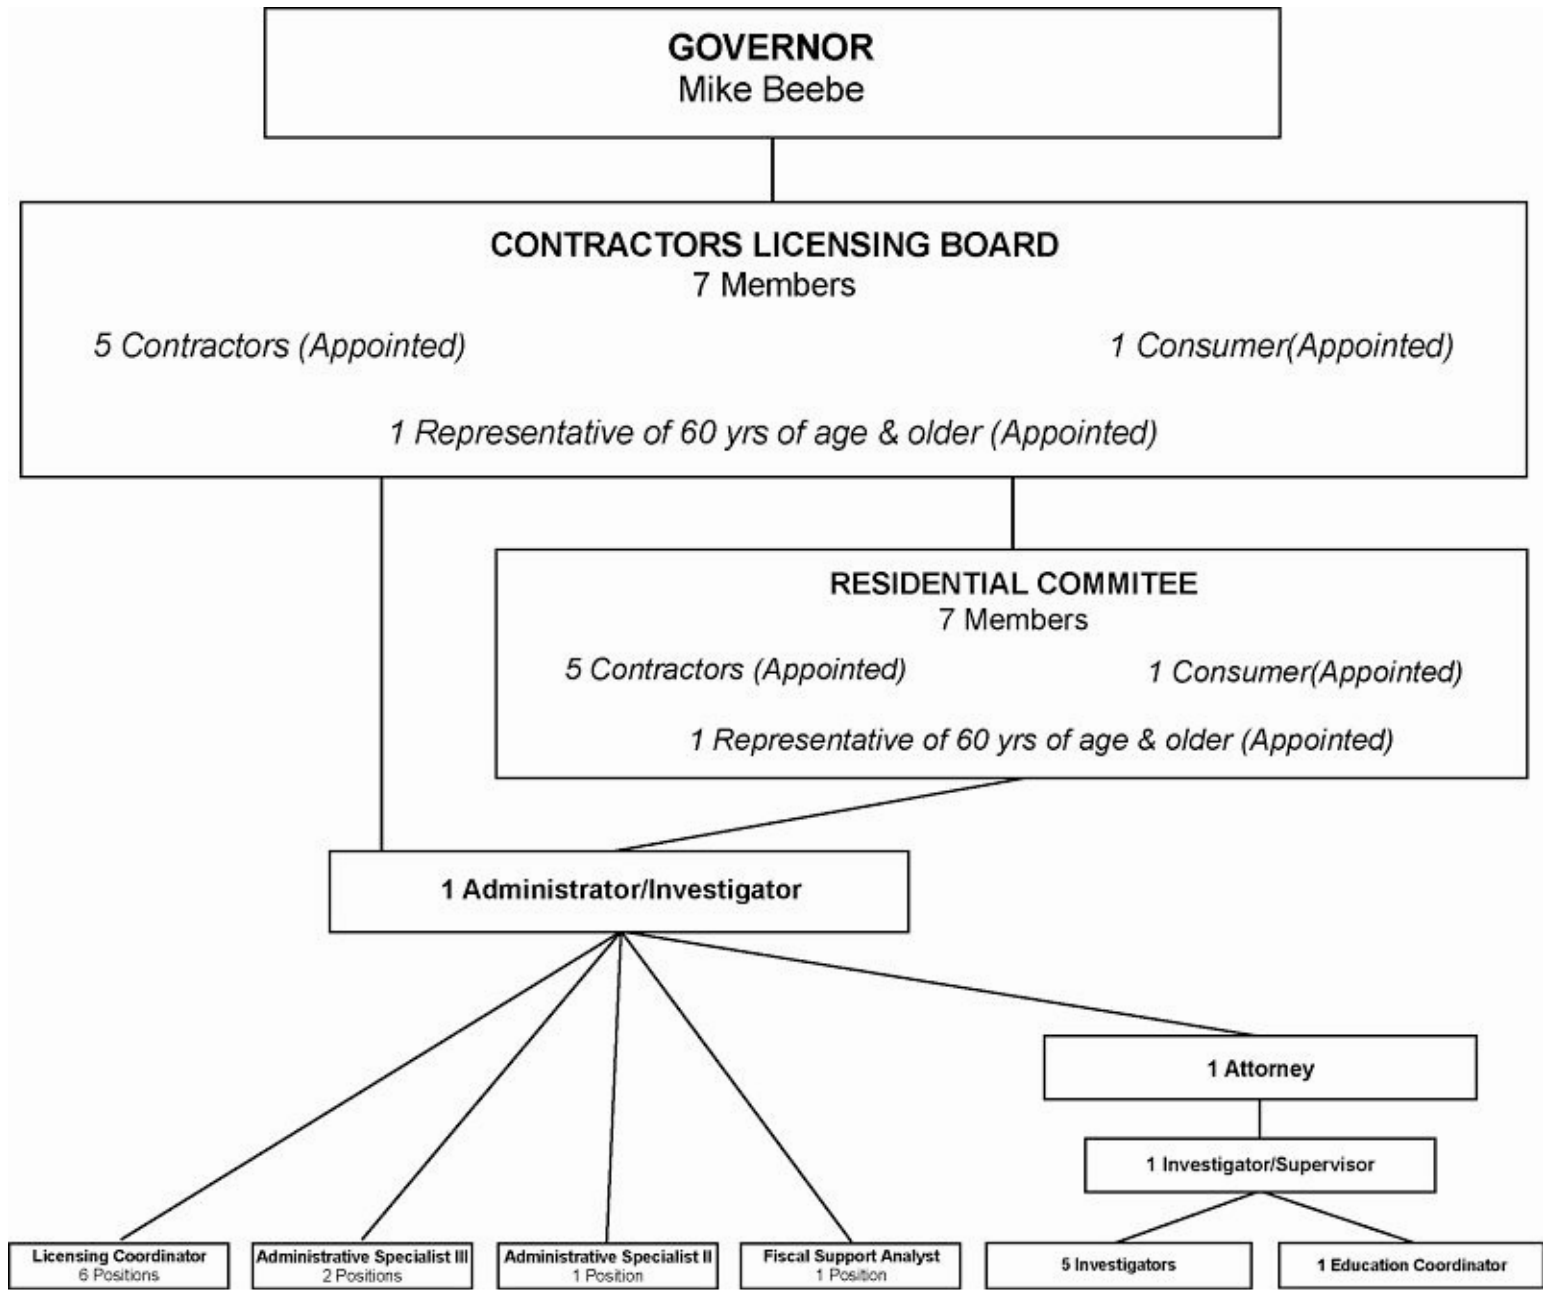 GOVERNOR
Mike Beebe
CONTRACTORS LICENSING BOARD
7 Members
5 Contractors (Appointed)
1 Consumer(Appointed)
1 Representative of 60 yrs of age & older (Appointed)
RESIDENTIAL COMMITEE
7 Members
5 Contractors (Appointed)
1 Consumer(Appointed)
1 Representative of 60 yrs of age & older (Appointed)
1 Administrator/Investigator
1 Attorney
1 Investigator/Supervisor
Licensing Coordinator
6 Positions
Administrative Specialist III
2 Positions
Administrative Specialist II
1 Position
Fiscal Support Analyst
1 Position
5 Investigators
1 Education Coordinator